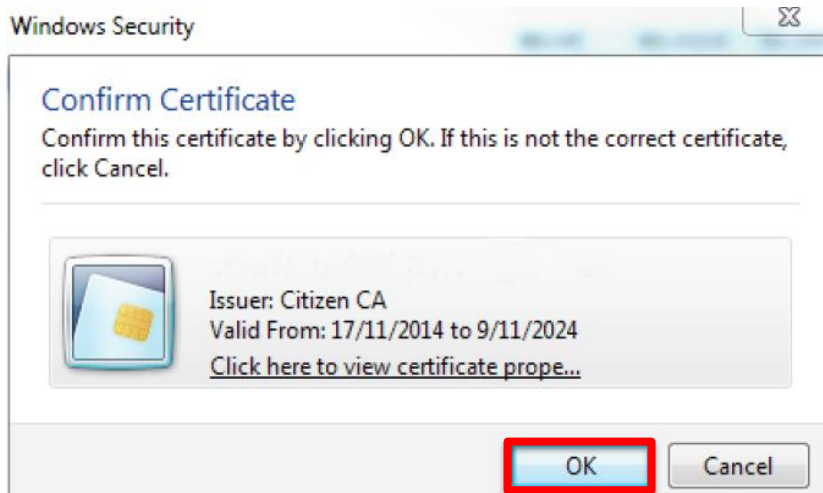 Windows Security
Confirm Certificate
Confirm this certificate by clicking OK. If this is not the correct certificate,
click Cancel.
Issuer: Citizen CA
Valid From: 17/11/2014 to 9/11/2024
Click here to view certificate prope...
OK
Cancel